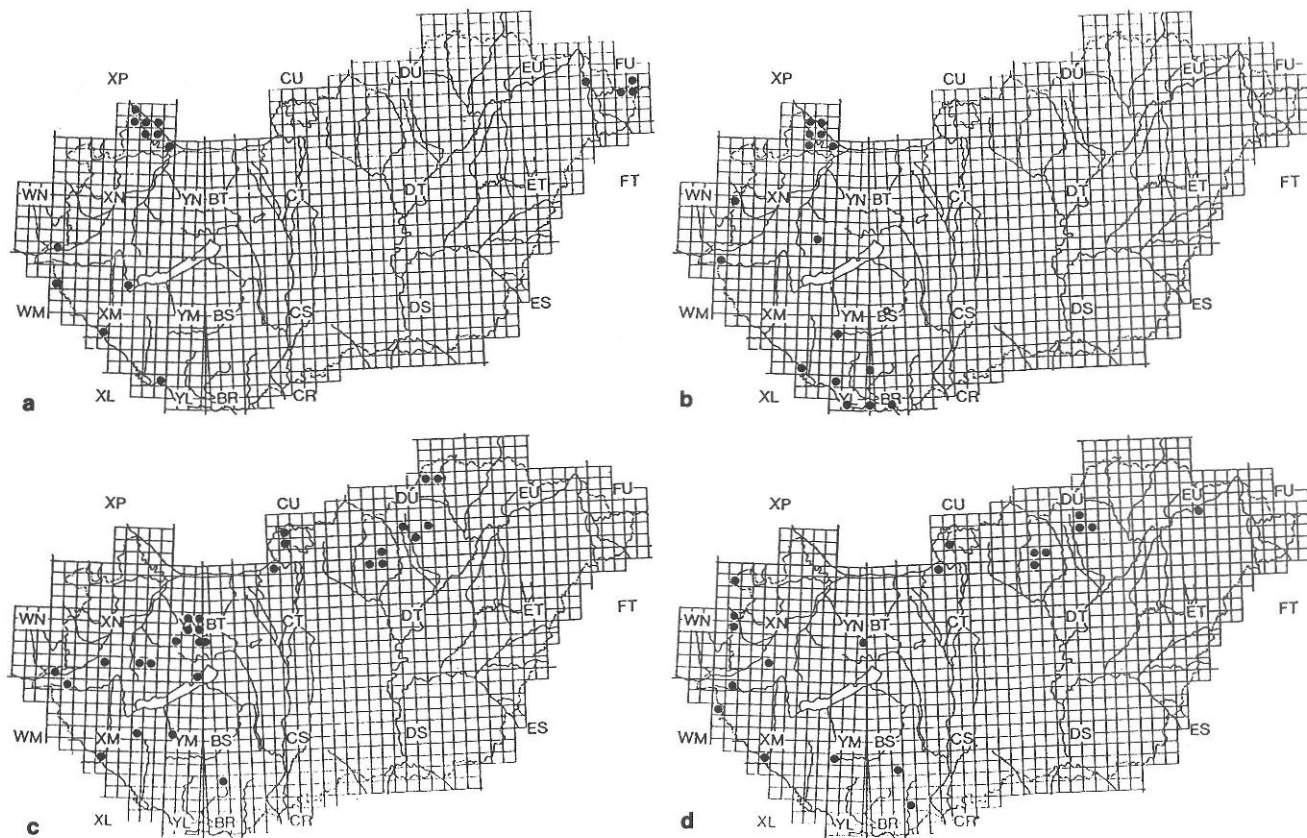 XP CU DU EU FU
WN XN YN BT CT DT ET FT
WM XM YM BS CS DS ES
XL YL BR CR
a
XP CU DU EU FU
WN XN YN BT CT DT ET FT
WM XM YM BS CS DS ES
XL YL BR CR
b
XP CU DU EU FU
WN XN BT CT DT ET FT
WM XM YM BS CS DS ES
XL YL BR CR
c
XP CU DU EU FU
WN XN YN BT CT DT ET FT
WM XM YM BS CS DS ES
XL YL BR CR
d